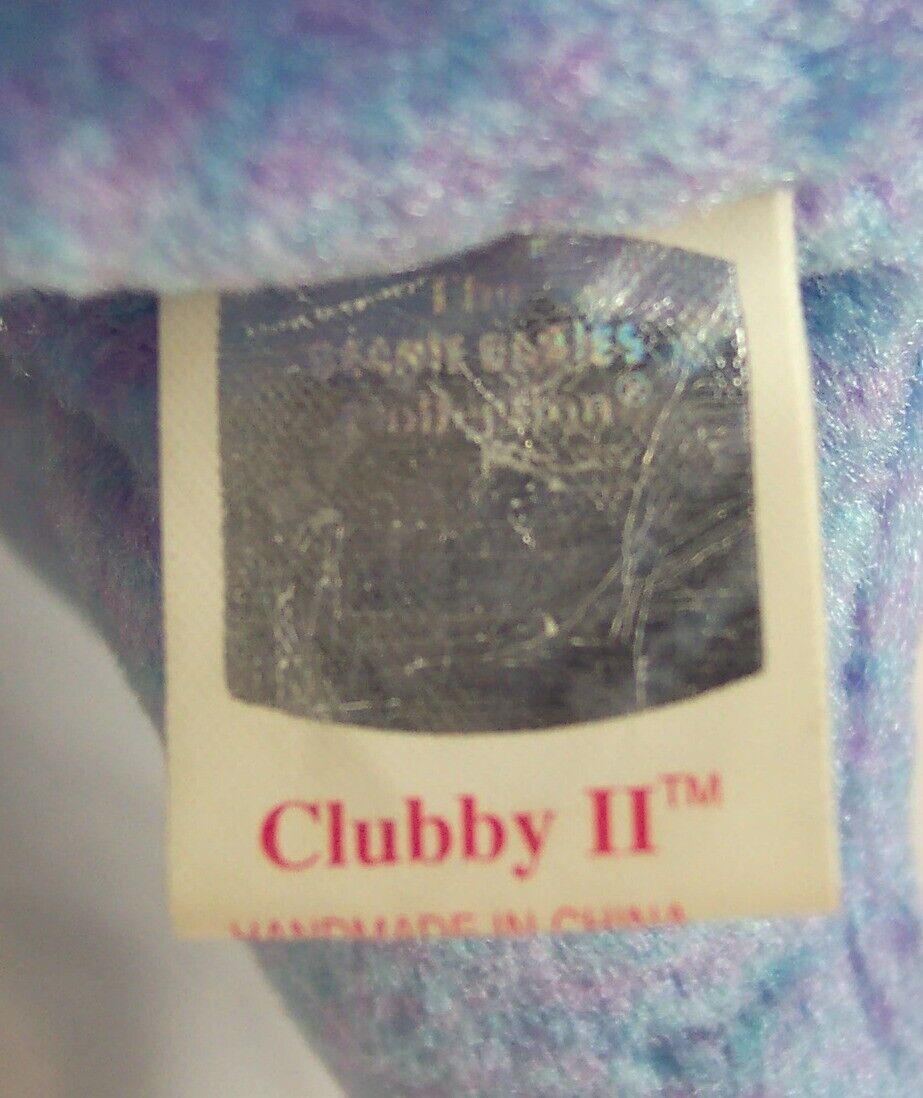 The
BEANIE BABIES
Collection®
Clubby II™
HANDMADE IN CHINA